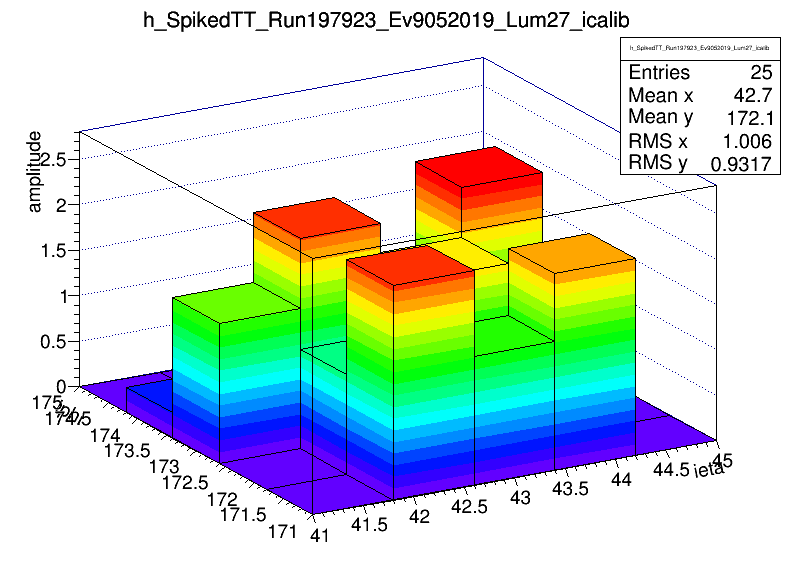 h_SpikedTT_Run197923_Ev9052019_Lum27_icalib
h_SpikedTT_Run197923_Ev9052019_Lum27_icalib
Entries 25
Mean x 42.7
Mean y 172.1
RMS x 1.006
RMS y 0.9317
amplitude
2.5
2
1.5
1
0.5
0
175
174.5
174
173.5
173
172.5
172
171.5
171
41
41.5
42
42.5
43
43.5
44
44.5
45
ieta